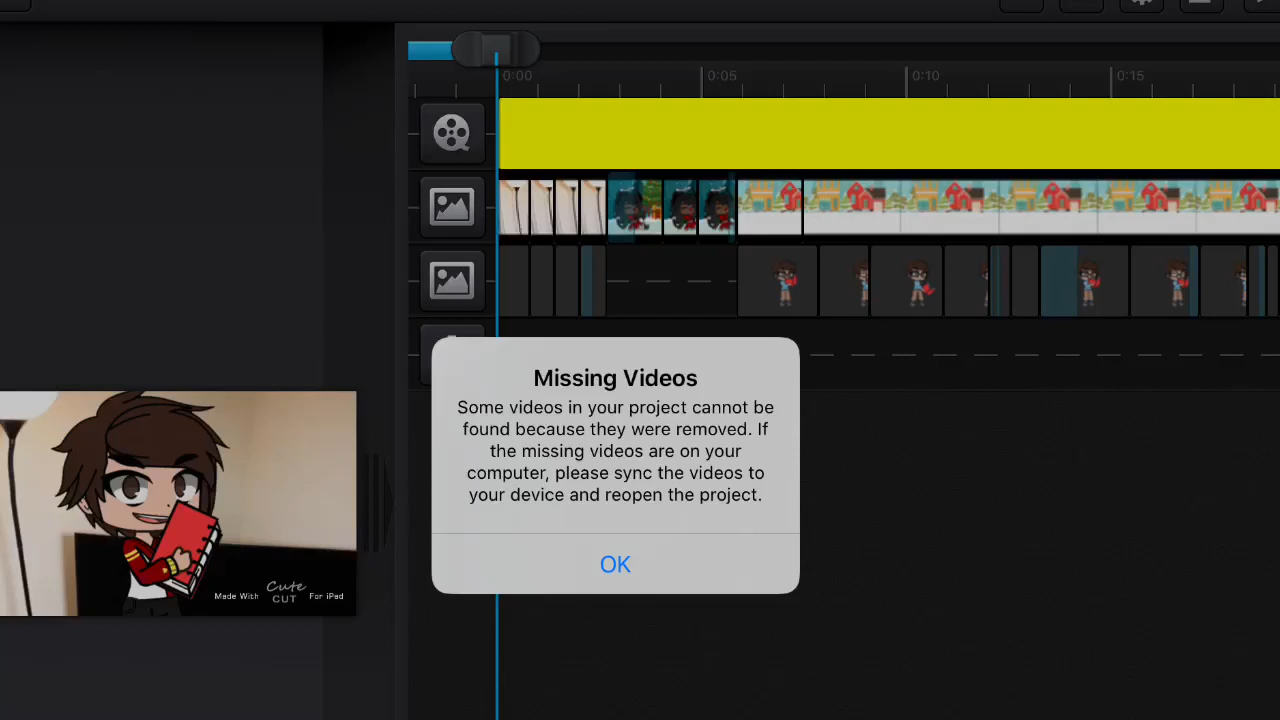 0:00 0:05 0:10 0:15
Missing Videos
Some videos in your project cannot be
found because they were removed. If
the missing videos are on your
computer, please sync the videos to
your device and reopen the project.
OK
Made With Cute CUT For iPad